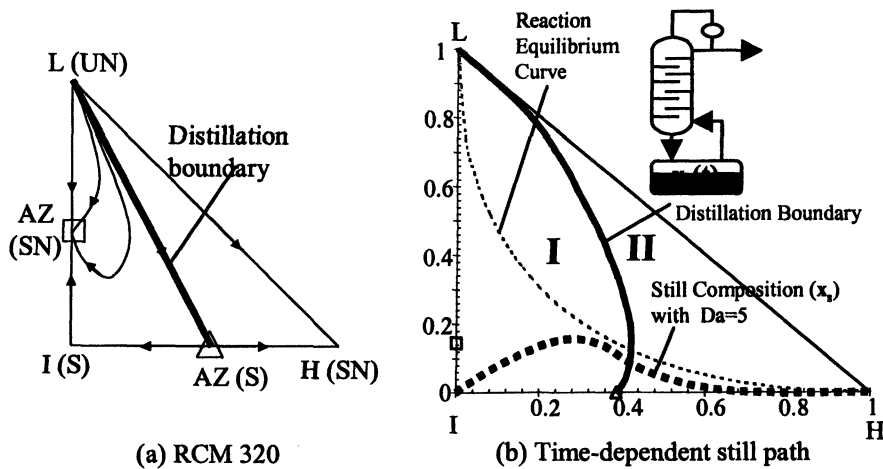 L (UN)
Distillation
boundary
AZ
(SN)
I (S)
AZ (S)
H (SN)
(a) RCM 320
L
Reaction
Equilibrium
Curve
1
0.8
0.6
0.4
0.2
0
I
II
Distillation Boundary
Still Composition (xs)
with Da=5
I
0.2
0.4
0.6
0.8
1
H
(b) Time-dependent still path